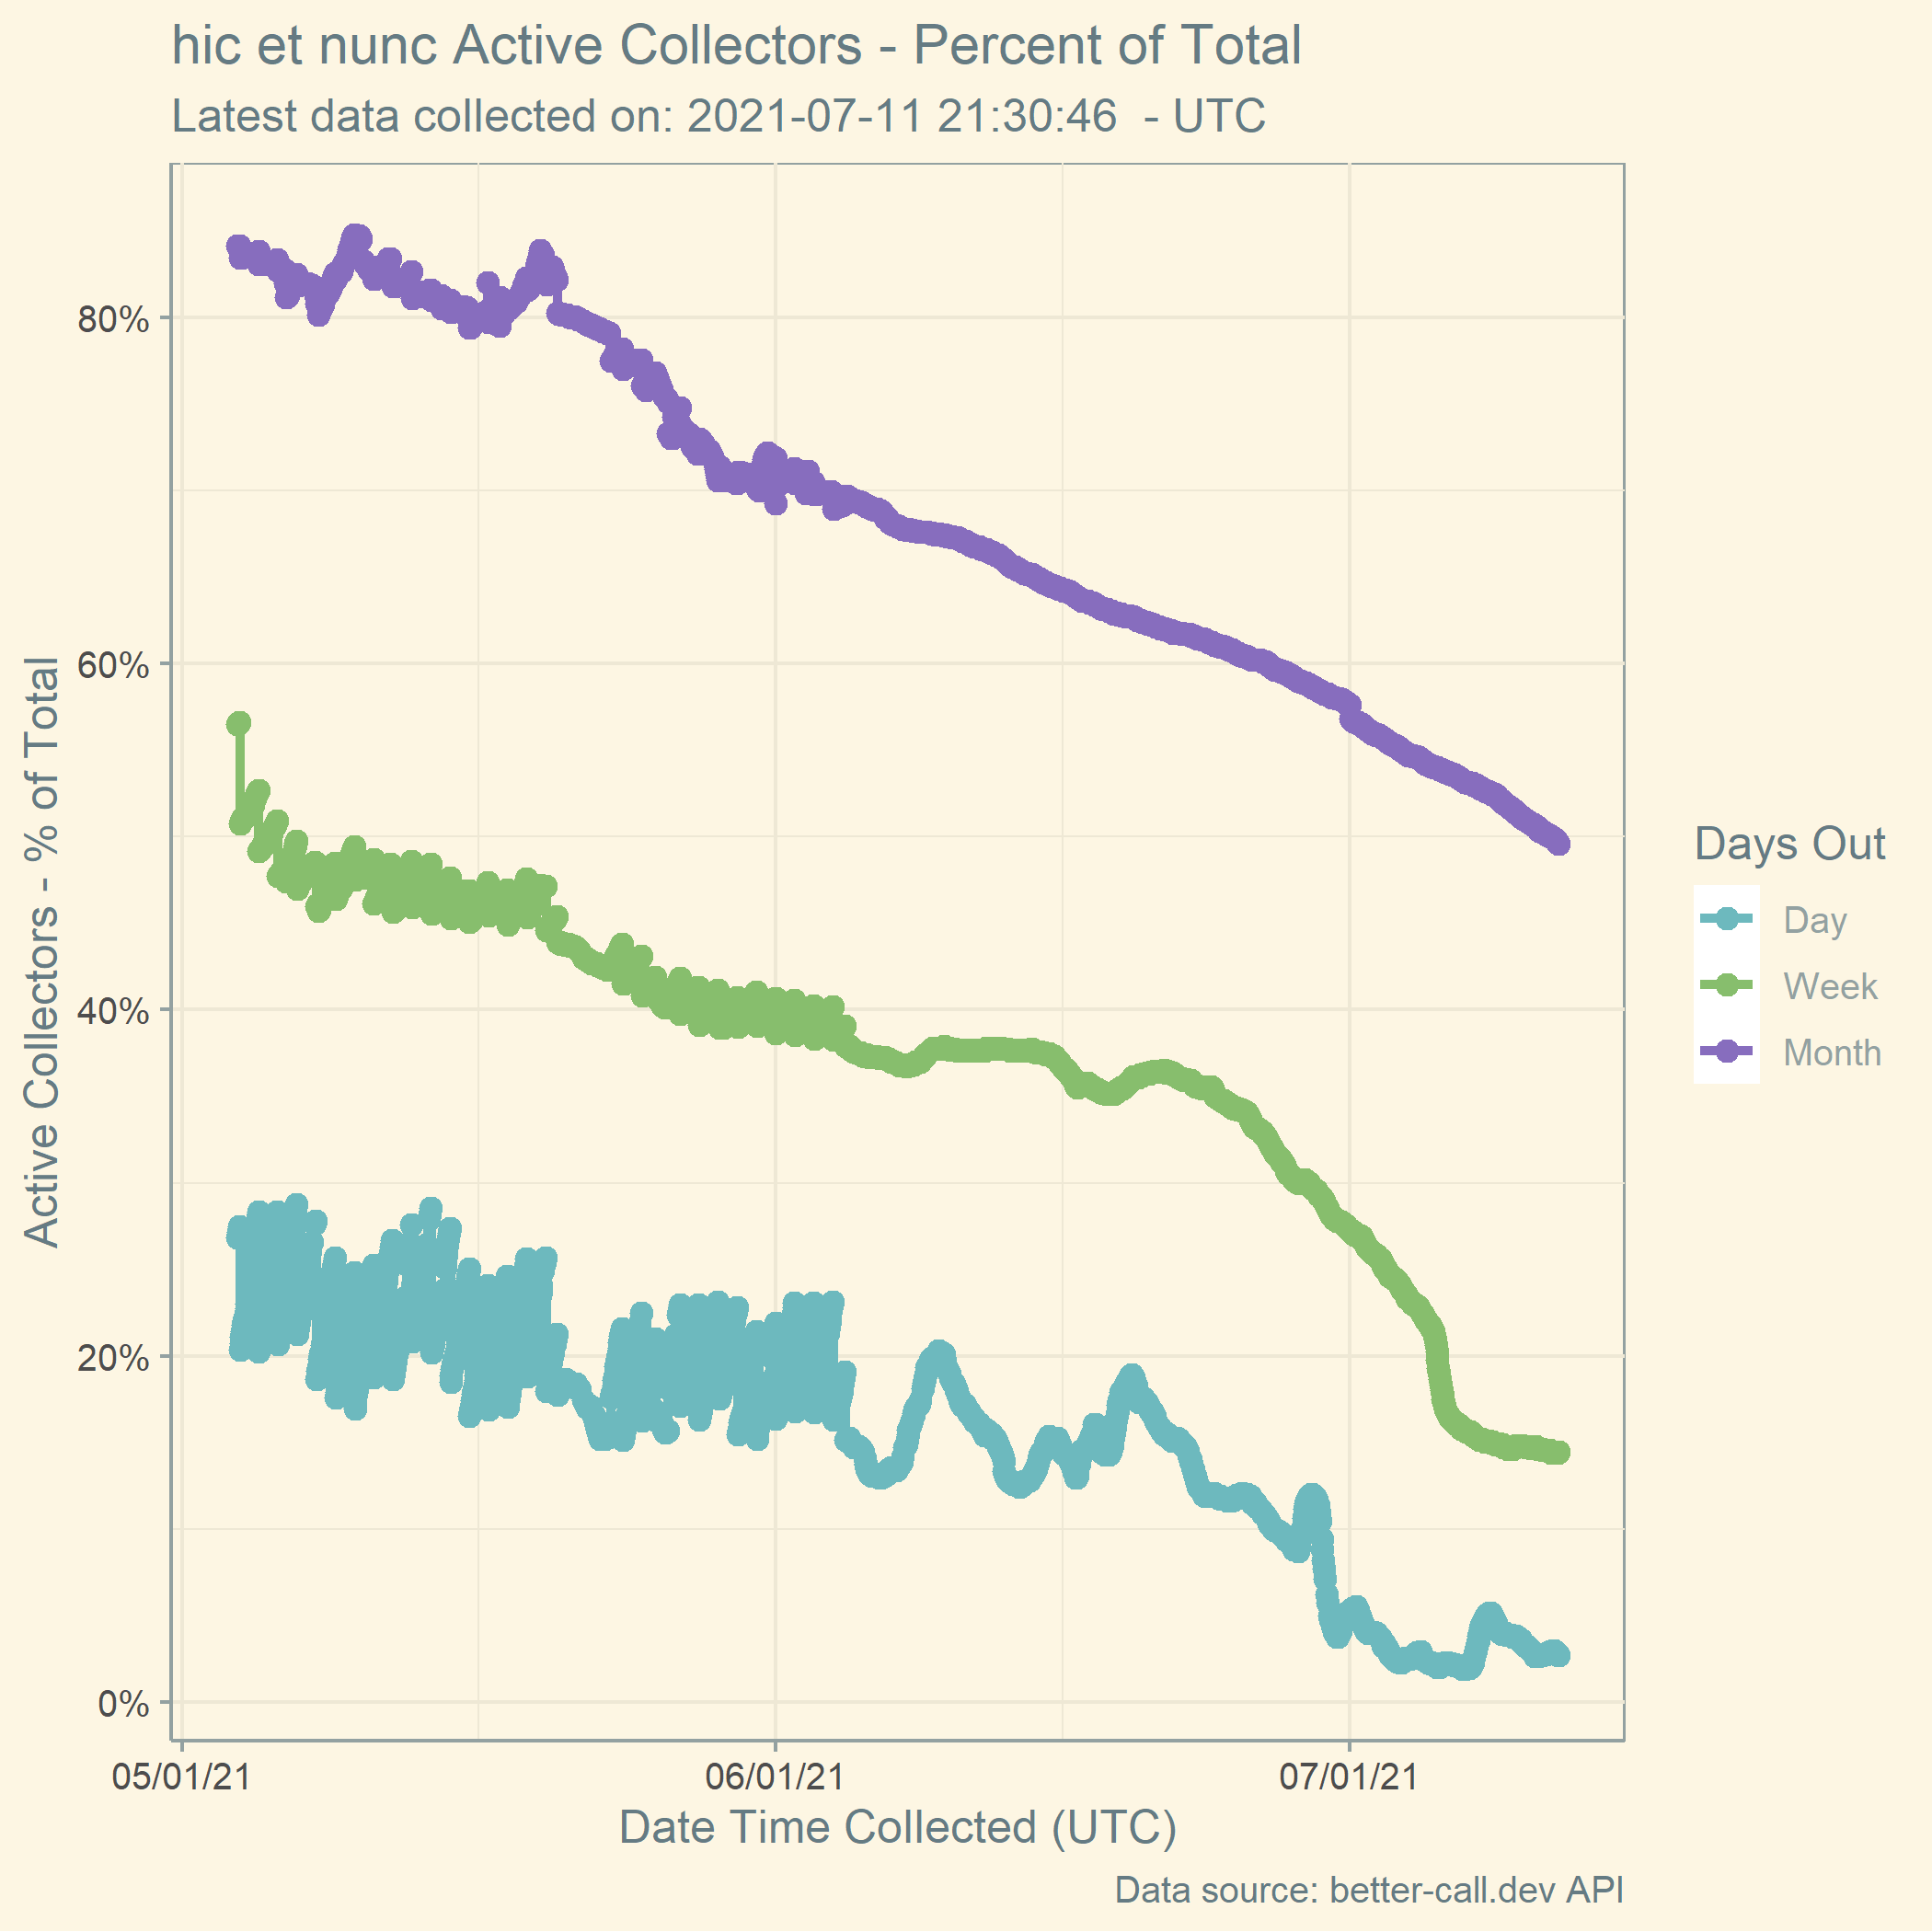 hic et nunc Active Collectors - Percent of Total
Latest data collected on: 2021-07-11 21:30:46  - UTC
Active Collectors - % of Total
80%
60%
40%
20%
0%
05/01/21
06/01/21
07/01/21
Date Time Collected (UTC)
Days Out
Day
Week
Month
Data source: better-call.dev API